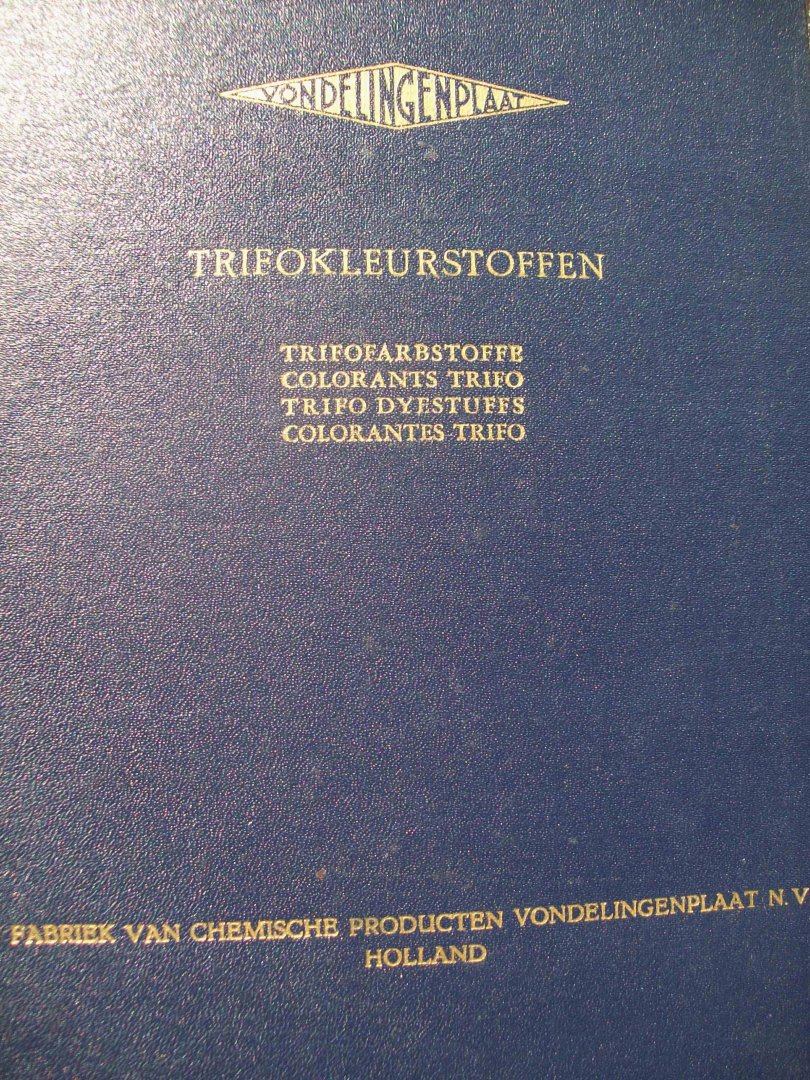 VONDELINGENPLAAT
TRIFOKLEURSTOFFEN
TRIFOFARBSTOFFE
COLORANTS TRIFO
TRIFO DYESTUFFS
COLORANTES TRIFO
FABRIEK VAN CHEMISCHE PRODUCTEN VONDELINGENPLAAT N.V
HOLLAND